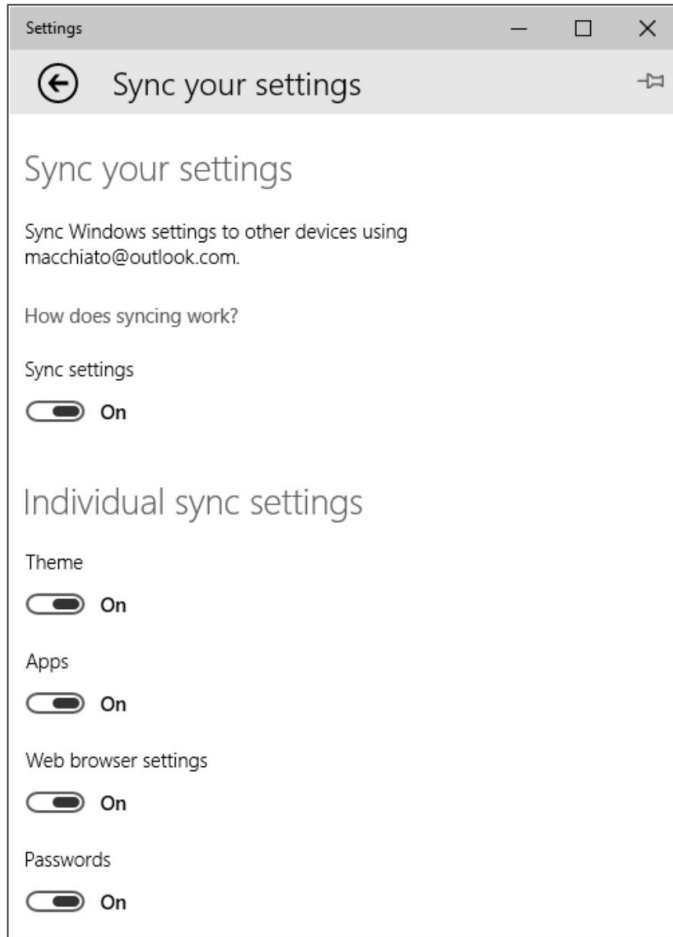 Settings
Sync your settings
Sync your settings
Sync Windows settings to other devices using
macchiato@outlook.com.
How does syncing work?
Sync settings
On
Individual sync settings
Theme
On
Apps
On
Web browser settings
On
Passwords
On